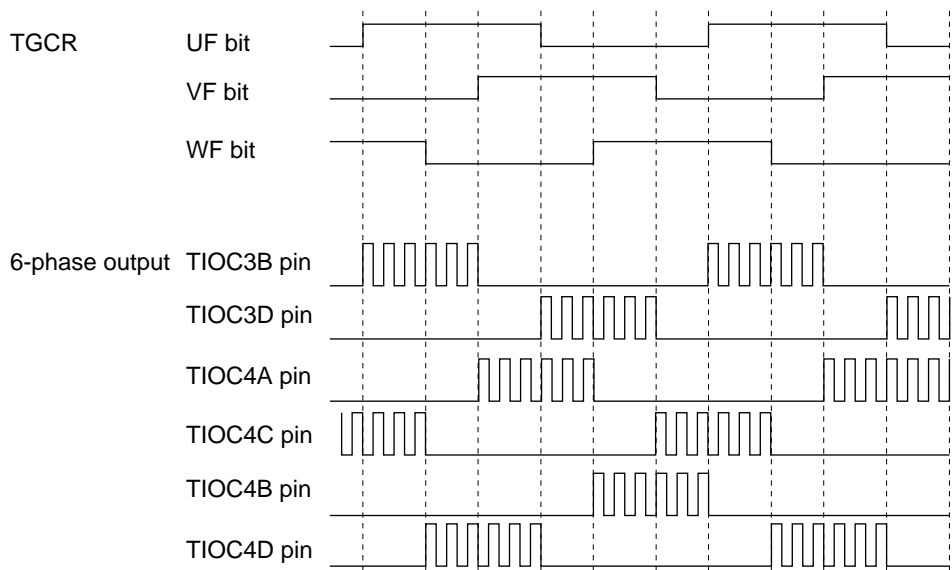 TGCR UF bit
VF bit
WF bit
6-phase output TIOC3B pin
TIOC3D pin
TIOC4A pin
TIOC4C pin
TIOC4B pin
TIOC4D pin